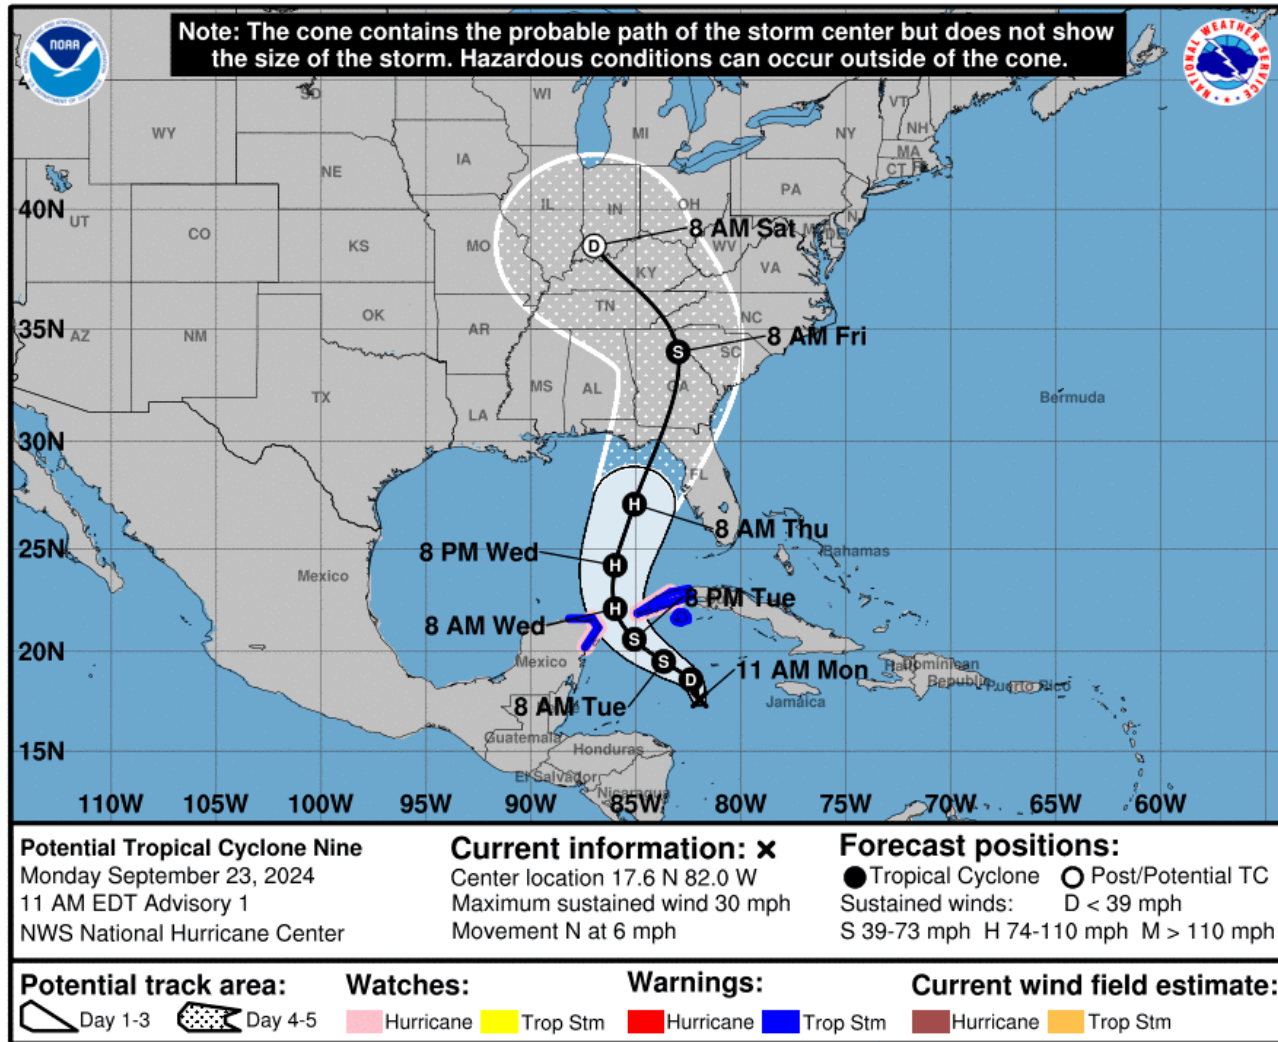 Note: The cone contains the probable path of the storm center but does not show
the size of the storm. Hazardous conditions can occur outside of the cone.
NOAA
NATIONAL WEATHER SERVICE
SD
WI
VT
WY
MI
NY
NH
IA
MA
NE
CT
PA
40N
UT
IL
IN
OH
8 AM Sat
CO
KS
MO
D
WV
KY
VA
TN
NC
35N
AZ
NM
OK
AR
8 AM Fri
S
SC
TX
MS
AL
GA
Bermuda
LA
30N
FL
H
8 AM Thu
25N
8 PM Wed
Bahamas
H
Mexico
8 PM Tue
H
8 AM Wed
S
20N
Mexico
S
11 AM Mon
Haiti
Dominican
Republic
Puerto Rico
D
8 AM Tue
Jamaica
Guatemala
15N
Honduras
El Salvador
Nicaragua
110W 105W 100W 95W 90W 85W 80W 75W 70W 65W 60W
Potential Tropical Cyclone Nine
Monday September 23, 2024
11 AM EDT Advisory 1
NWS National Hurricane Center
Current information: x
Center location 17.6 N 82.0 W
Maximum sustained wind 30 mph
Movement N at 6 mph
Forecast positions:
Tropical Cyclone Post/Potential TC
Sustained winds: D < 39 mph
S 39-73 mph H 74-110 mph M > 110 mph
Potential track area:
Day 1-3 Day 4-5
Watches:
Hurricane Trop Stm
Warnings:
Hurricane Trop Stm
Current wind field estimate:
Hurricane Trop Stm